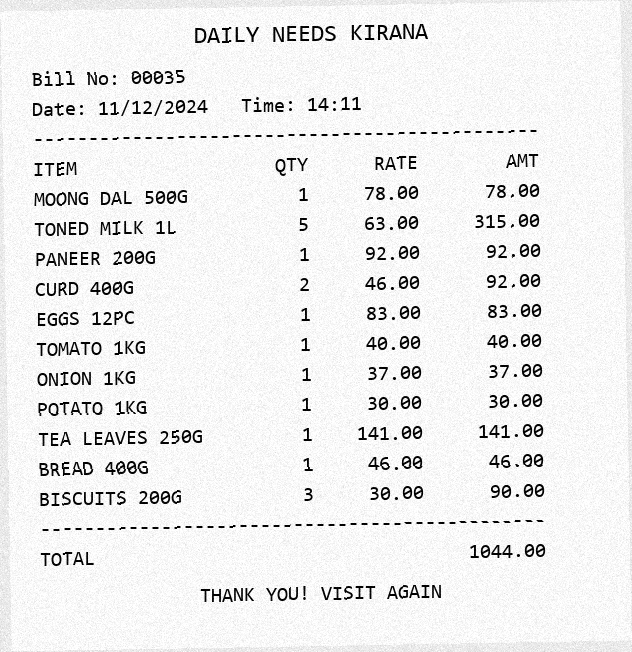 DAILY NEEDS KIRANA
Bill No: 00035
Date: 11/12/2024   Time: 14:11
-----------------------------------------------
ITEM QTY RATE AMT
MOONG DAL 500G 1 78.00 78.00
TONED MILK 1L 5 63.00 315.00
PANEER 200G 1 92.00 92.00
CURD 400G 2 46.00 92.00
EGGS 12PC 1 83.00 83.00
TOMATO 1KG 1 40.00 40.00
ONION 1KG 1 37.00 37.00
POTATO 1KG 1 30.00 30.00
TEA LEAVES 250G 1 141.00 141.00
BREAD 400G 1 46.00 46.00
BISCUITS 200G 3 30.00 90.00
-----------------------------------------------
TOTAL 1044.00
THANK YOU! VISIT AGAIN